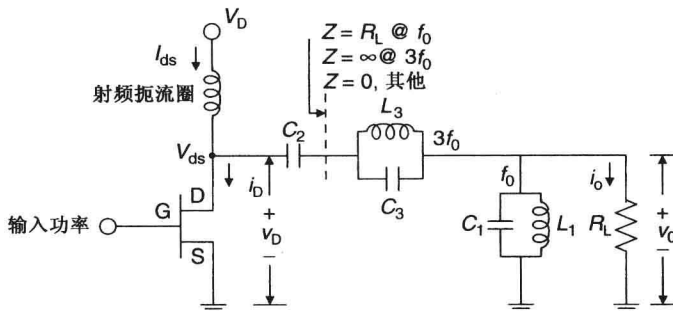 V_D
I_ds
射频扼流圈
Z = R_L @ f_0
Z = ∞ @ 3f_0
Z = 0, 其他
L_3
C_2
3f_0
V_ds
i_D
C_3
f_0
i_o
D
G
S
输入功率
+
v_D
−
C_1
L_1
R_L
+
v_0
−